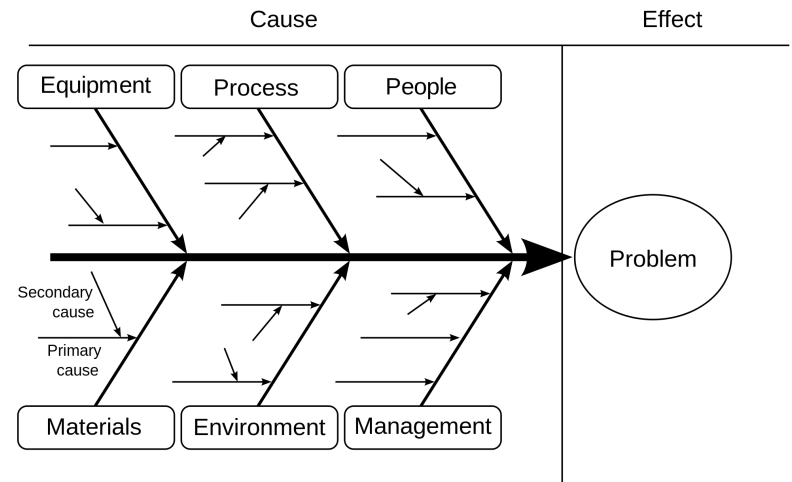 Cause
Effect
Equipment
Process
People
Problem
Secondary
cause
Primary
cause
Materials
Environment
Management